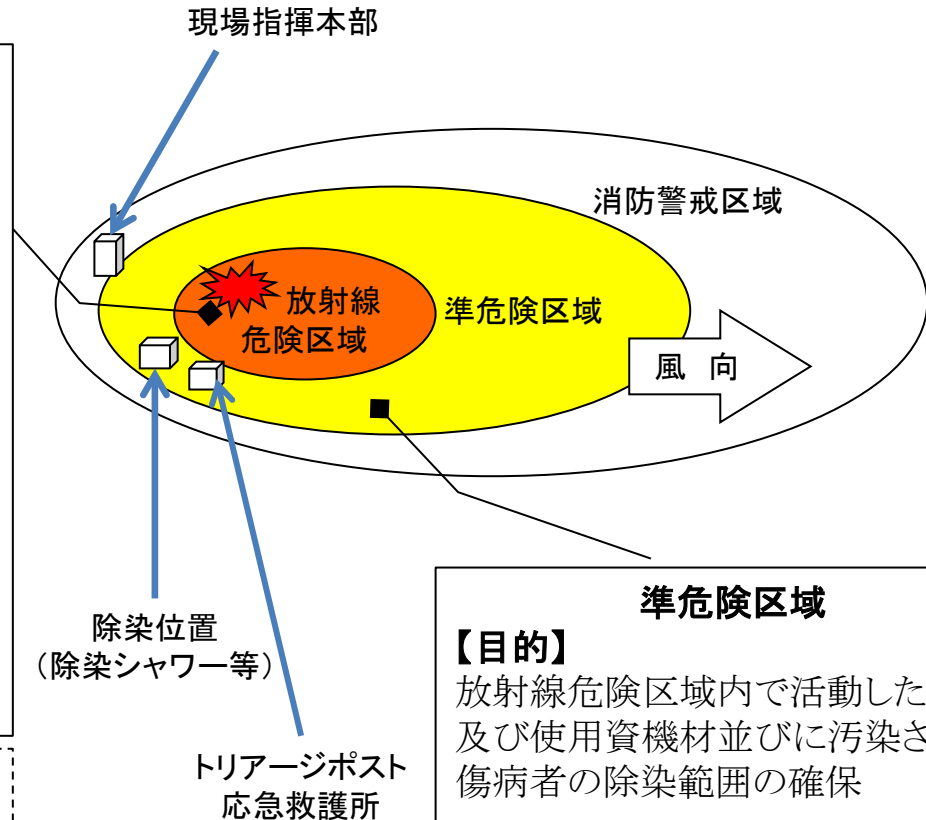 現場指揮本部
消防警戒区域
放射線
危険区域
準危険区域
風 向
除染位置
（除染シャワー等）
トリアージポスト
応急救護所
準危険区域
【目的】
放射線危険区域内で活動した
及び使用資機材並びに汚染さ
傷病者の除染範囲の確保